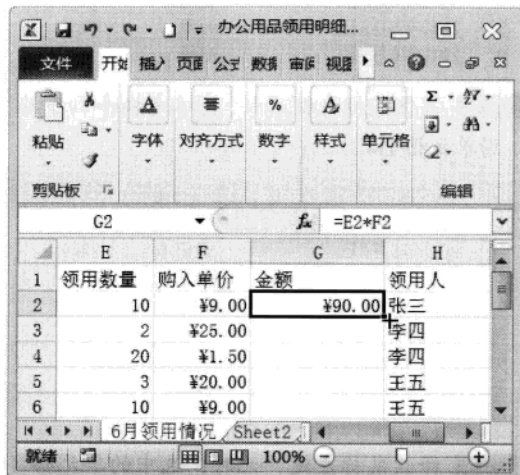 办公用品领用明细...
文件 开始 插入 页面 公式 数据 审阅 视图
粘贴 字体 对齐方式 数字 样式 单元格
剪贴板 编辑
G2 fx =E2*F2
E F G H
1 领用数量 购入单价 金额 领用人
2 10 ¥9.00 ¥90.00 张三
3 2 ¥25.00 李四
4 20 ¥1.50 李四
5 3 ¥20.00 王五
6 10 ¥9.00 王五
6月领用情况 Sheet2
就绪 100%